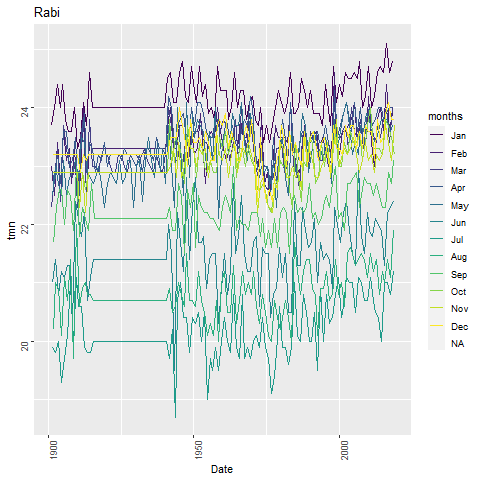 Rabi
tmn
24
22
20
1900
1950
2000
Date
months
Jan
Feb
Mar
Apr
May
Jun
Jul
Aug
Sep
Oct
Nov
Dec
NA